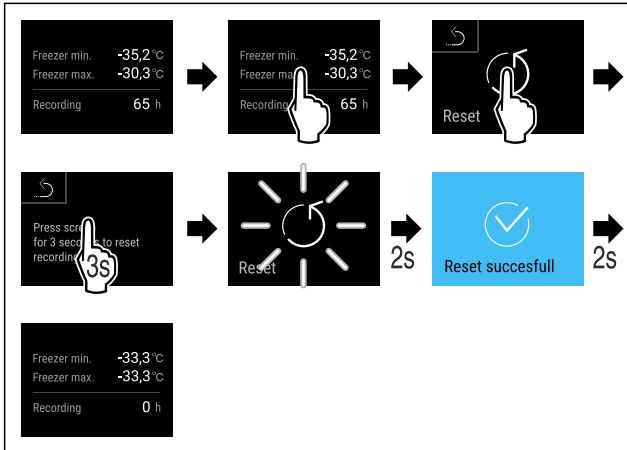 Freezer min. -35,2 °C
Freezer max. -30,3 °C
Recording 65 h
Freezer min. -35,2 °C
Freezer -30,3 °C
Recording 65 h
Reset
Press
for 3 to reset
3s
Reset
2s
Reset succesfull
2s
Freezer min. -33,3 °C
Freezer max. -33,3 °C
Recording 0 h